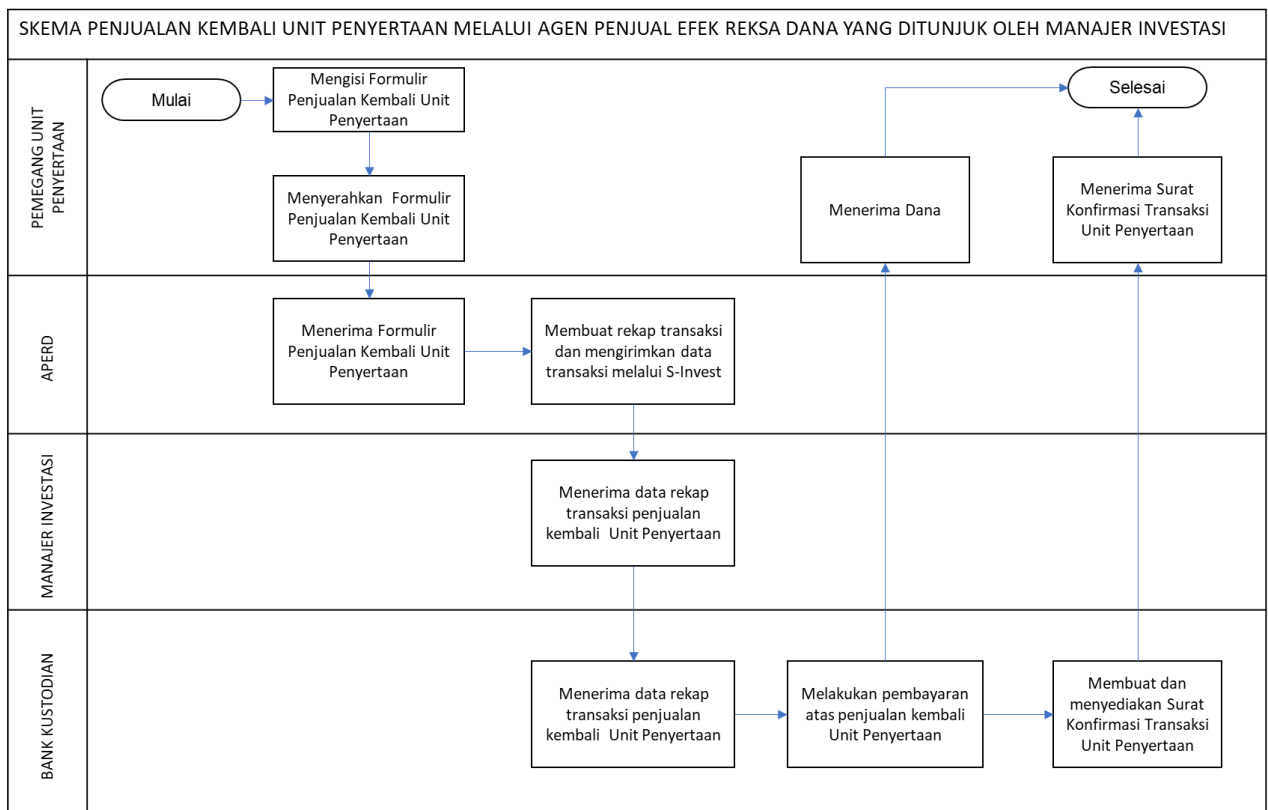 SKEMA PENJUALAN KEMBALI UNIT PENYERTAAN MELALUI AGEN PENJUAL EFEK REKSA DANA YANG DITUNJUK OLEH MANAJER INVESTASI
PEMEGANG UNIT
PENYERTAAN
Mulai
Mengisi Formulir
Penjualan Kembali Unit
Penyertaan
Selesai
Menyerahkan Formulir
Penjualan Kembali Unit
Penyertaan
Menerima Dana
Menerima Surat
Konfirmasi Transaksi
Unit Penyertaan
APERD
Menerima Formulir
Penjualan Kembali Unit
Penyertaan
Membuat rekap transaksi
dan mengirimkan data
transaksi melalui S-Invest
MANAJER INVESTASI
Menerima data rekap
transaksi penjualan
kembali Unit Penyertaan
BANK KUSTODIAN
Menerima data rekap
transaksi penjualan
kembali Unit Penyertaan
Melakukan pembayaran
atas penjualan kembali
Unit Penyertaan
Membuat dan
menyediakan Surat
Konfirmasi Transaksi
Unit Penyertaan